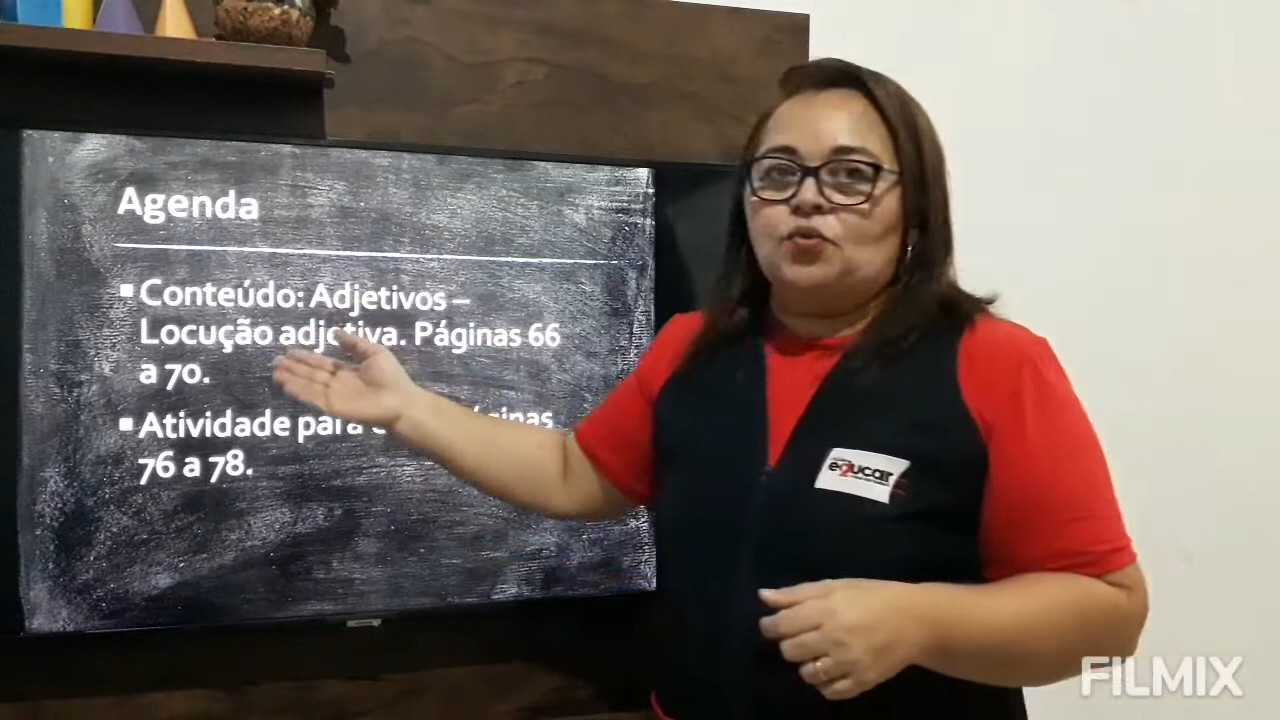 Agenda
▪ Conteúdo: Adjetivos –
Locução adjetiva. Páginas 66
a 70.
▪ Atividade para
76 a 78.
educar
FILMIX